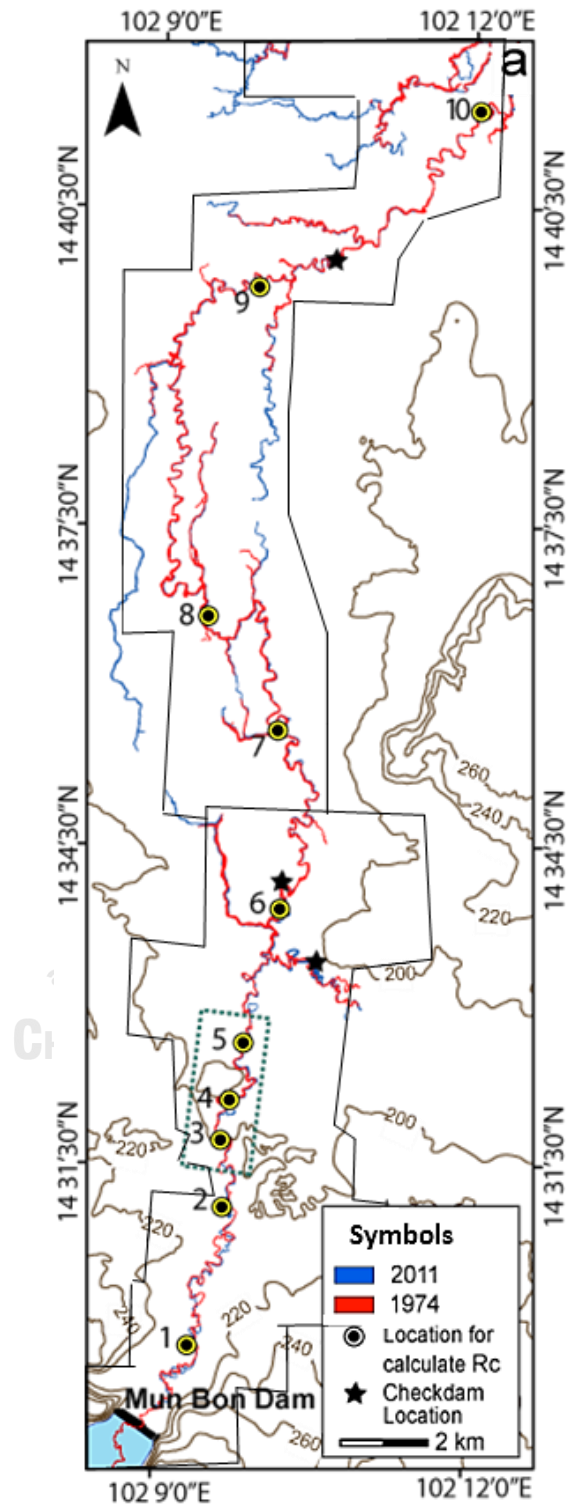 102 9'0"E
102 12'0"E
a
N
10
14 40'30"N
14 40'30"N
9
14 37'30"N
14 37'30"N
8
7
260
240
14 34'30"N
14 34'30"N
6
220
200
5
4
200
3
220
14 31'30"N
14 31'30"N
2
220
Symbols
2011
1974
Location for
calculate Rc
Checkdam
Location
2 km
240
220
240
1
Mun Bon Dam
260
102 9'0"E
102 12'0"E